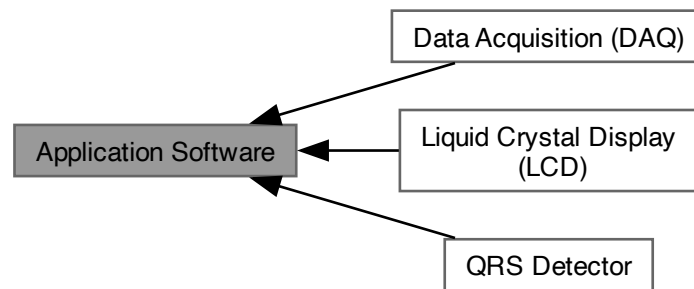 Data Acquisition (DAQ)
Application Software
Liquid Crystal Display
(LCD)
QRS Detector